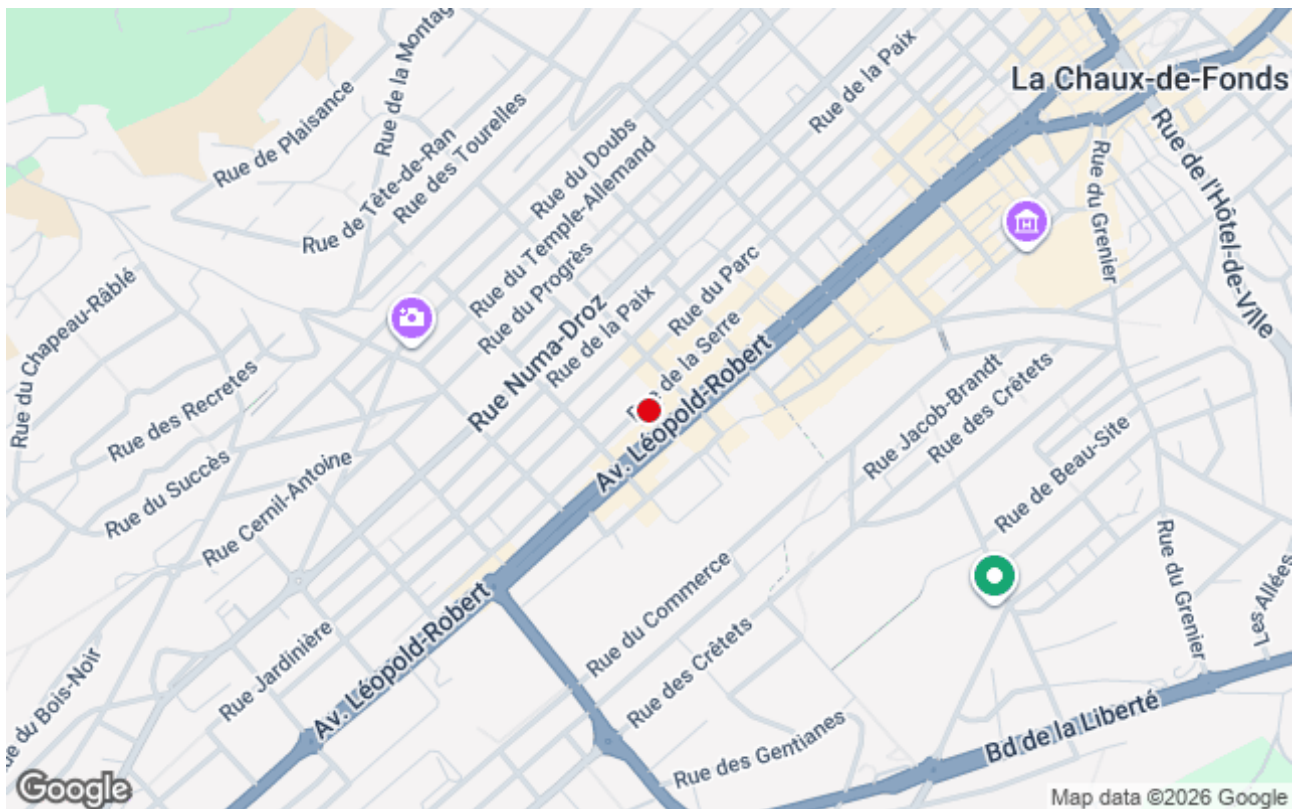 Rue de la Montag
Rue de Plaisance
Rue de la Paix
La Chaux-de-Fonds
Rue de Tête-de-Ran
Rue des Tourelles
Rue du Doubs
Rue du Temple-Allemand
Rue de l'Hôtel-de-Ville
Rue du Grenier
Rue du Chapeau-Râblé
Rue du Progrès
Rue du Parc
Rue Numa-Droz
Rue de la Paix
de la Serre
Av. Léopold-Robert
Rue des Recretes
Rue Jacob-Brandt
Rue des Crêtets
Rue du Succès
Rue Cernil-Antoine
Rue de Beau-Site
Rue du Commerce
Rue du Grenier
Les Allées
Rue du Bois-Noir
Rue Jardinière
Av. Léopold-Robert
Rue des Crêtets
Rue des Gentianes
Bd de la Liberté
Google
Map data ©2026 Google